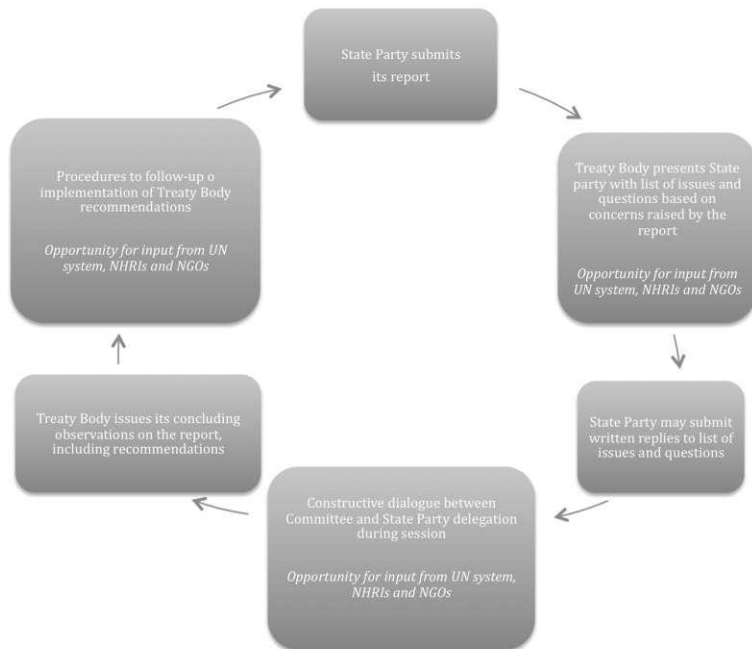 State Party submits
its report
Treaty Body presents State
party with list of issues and
questions based on
concerns raised by the
report
Opportunity for input from
UN system, NHRIs and NGOs
State Party may submit
written replies to list of
issues and questions
Constructive dialogue between
Committee and State Party delegation
during session
Opportunity for input from UN system,
NHRIs and NGOs
Treaty Body issues its concluding
observations on the report,
including recommendations
Procedures to follow-up o
implementation of Treaty Body
recommendations
Opportunity for input from UN
system, NHRIs and NGOs